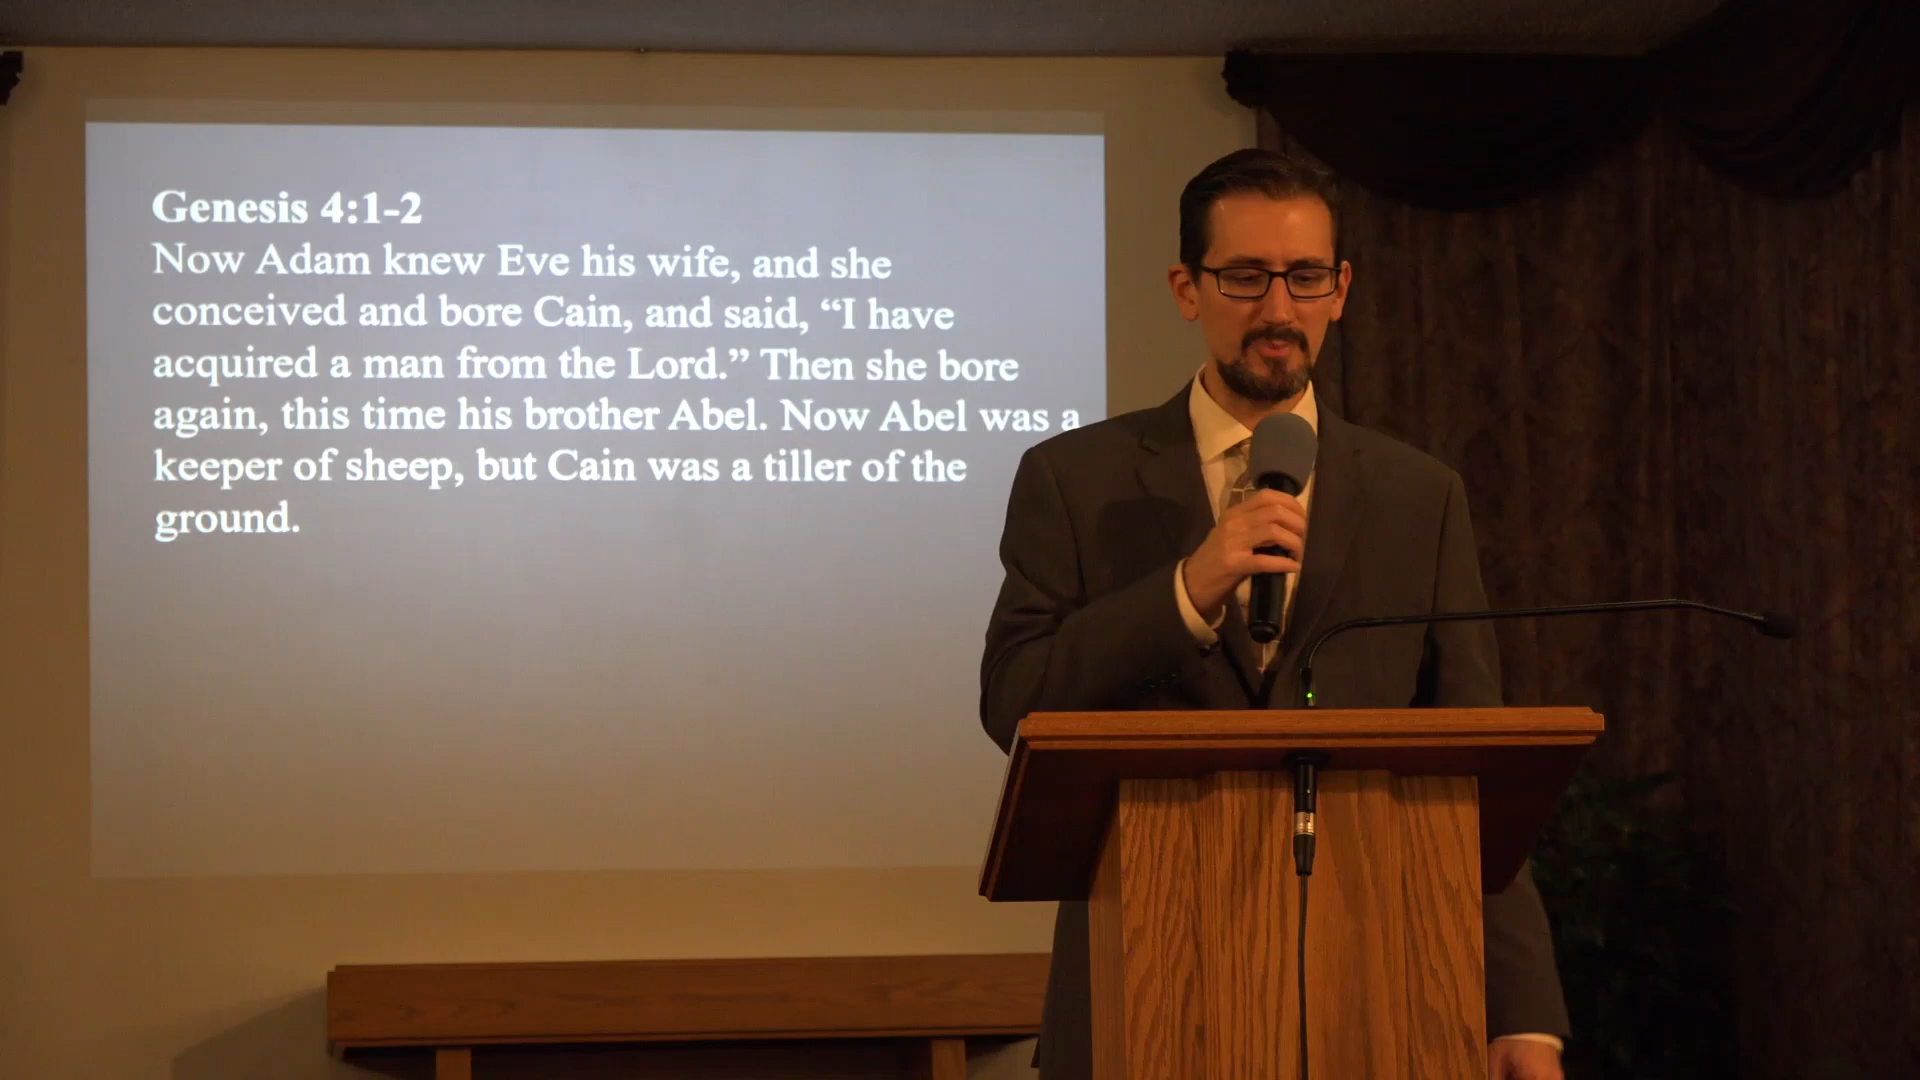 Genesis 4:1-2
Now Adam knew Eve his wife, and she
conceived and bore Cain, and said, “I have
acquired a man from the Lord.” Then she bore
again, this time his brother Abel. Now Abel was a
keeper of sheep, but Cain was a tiller of the
ground.